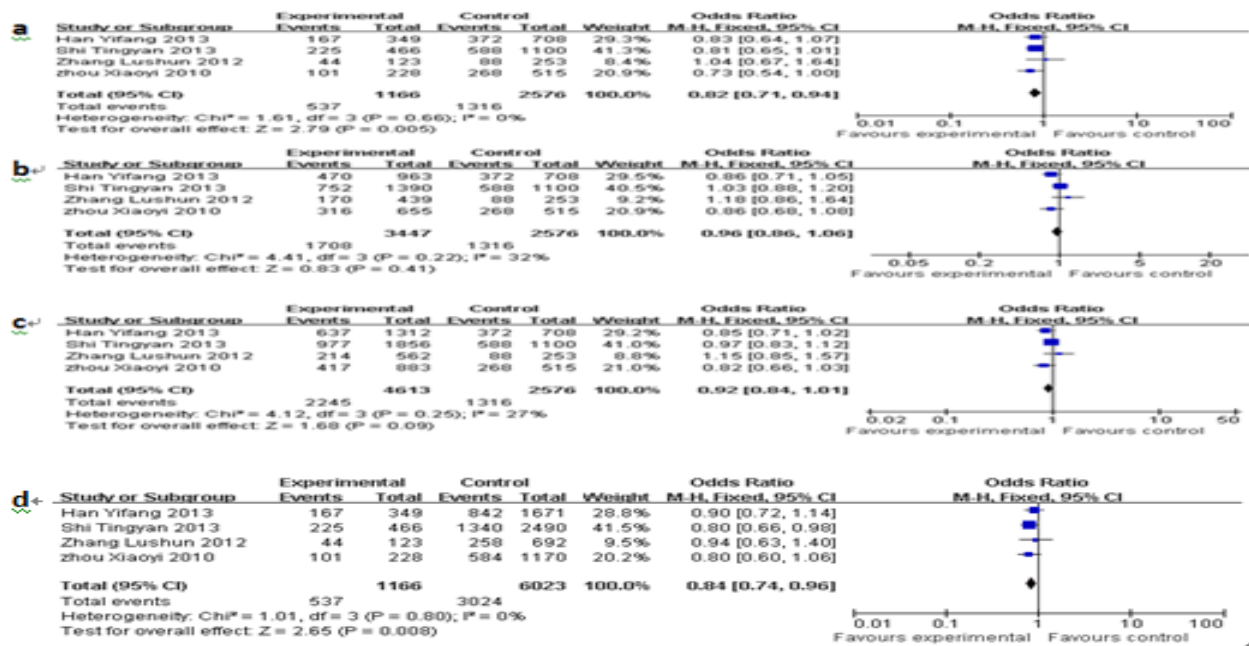 a
Experimental Control Odds Ratio Odds Ratio
Study or Subgroup Events Total Events Total Weight M-H, Fixed, 95% CI M-H, Fixed, 95% CI
Han Yifang 2013 167 349 372 708 29.3% 0.83 [0.64, 1.07]
Shi Tingyan 2013 225 466 588 1100 41.3% 0.81 [0.65, 1.01]
Zhang Lushun 2012 44 123 88 253 8.4% 1.04 [0.67, 1.64]
zhou Xiaoyi 2010 101 228 268 515 20.9% 0.73 [0.54, 1.00]
Total (95% CI) 1166 2576 100.0% 0.82 [0.71, 0.94]
Total events 537 1316
Heterogeneity: Chi² = 1.61, df = 3 (P = 0.66); I² = 0%
Test for overall effect: Z = 2.79 (P = 0.005)
0.01 0.1 1 10 100
Favours experimental Favours control
b
Experimental Control Odds Ratio Odds Ratio
Study or Subgroup Events Total Events Total Weight M-H, Fixed, 95% CI M-H, Fixed, 95% CI
Han Yifang 2013 470 963 372 708 29.5% 0.86 [0.71, 1.05]
Shi Tingyan 2013 752 1390 588 1100 40.5% 1.03 [0.88, 1.20]
Zhang Lushun 2012 170 439 88 253 9.2% 1.18 [0.86, 1.64]
zhou Xiaoyi 2010 316 655 268 515 20.9% 0.86 [0.68, 1.08]
Total (95% CI) 3447 2576 100.0% 0.96 [0.86, 1.06]
Total events 1708 1316
Heterogeneity: Chi² = 4.41, df = 3 (P = 0.22); I² = 32%
Test for overall effect: Z = 0.83 (P = 0.41)
0.05 0.2 1 5 20
Favours experimental Favours control
c
Experimental Control Odds Ratio Odds Ratio
Study or Subgroup Events Total Events Total Weight M-H, Fixed, 95% CI M-H, Fixed, 95% CI
Han Yifang 2013 637 1312 372 708 29.2% 0.85 [0.71, 1.02]
Shi Tingyan 2013 977 1856 588 1100 41.0% 0.97 [0.83, 1.12]
Zhang Lushun 2012 214 562 88 253 8.8% 1.15 [0.85, 1.57]
zhou Xiaoyi 2010 417 883 268 515 21.0% 0.82 [0.66, 1.03]
Total (95% CI) 4613 2576 100.0% 0.92 [0.84, 1.01]
Total events 2245 1316
Heterogeneity: Chi² = 4.12, df = 3 (P = 0.25); I² = 27%
Test for overall effect: Z = 1.68 (P = 0.09)
0.02 0.1 1 10 50
Favours experimental Favours control
d
Experimental Control Odds Ratio Odds Ratio
Study or Subgroup Events Total Events Total Weight M-H, Fixed, 95% CI M-H, Fixed, 95% CI
Han Yifang 2013 167 349 842 1671 28.8% 0.90 [0.72, 1.14]
Shi Tingyan 2013 225 466 1340 2490 41.5% 0.80 [0.66, 0.98]
Zhang Lushun 2012 44 123 258 692 9.5% 0.94 [0.63, 1.40]
zhou Xiaoyi 2010 101 228 584 1170 20.2% 0.80 [0.60, 1.06]
Total (95% CI) 1166 6023 100.0% 0.84 [0.74, 0.96]
Total events 537 3024
Heterogeneity: Chi² = 1.01, df = 3 (P = 0.80); I² = 0%
Test for overall effect: Z = 2.65 (P = 0.008)
0.01 0.1 1 10 100
Favours experimental Favours control